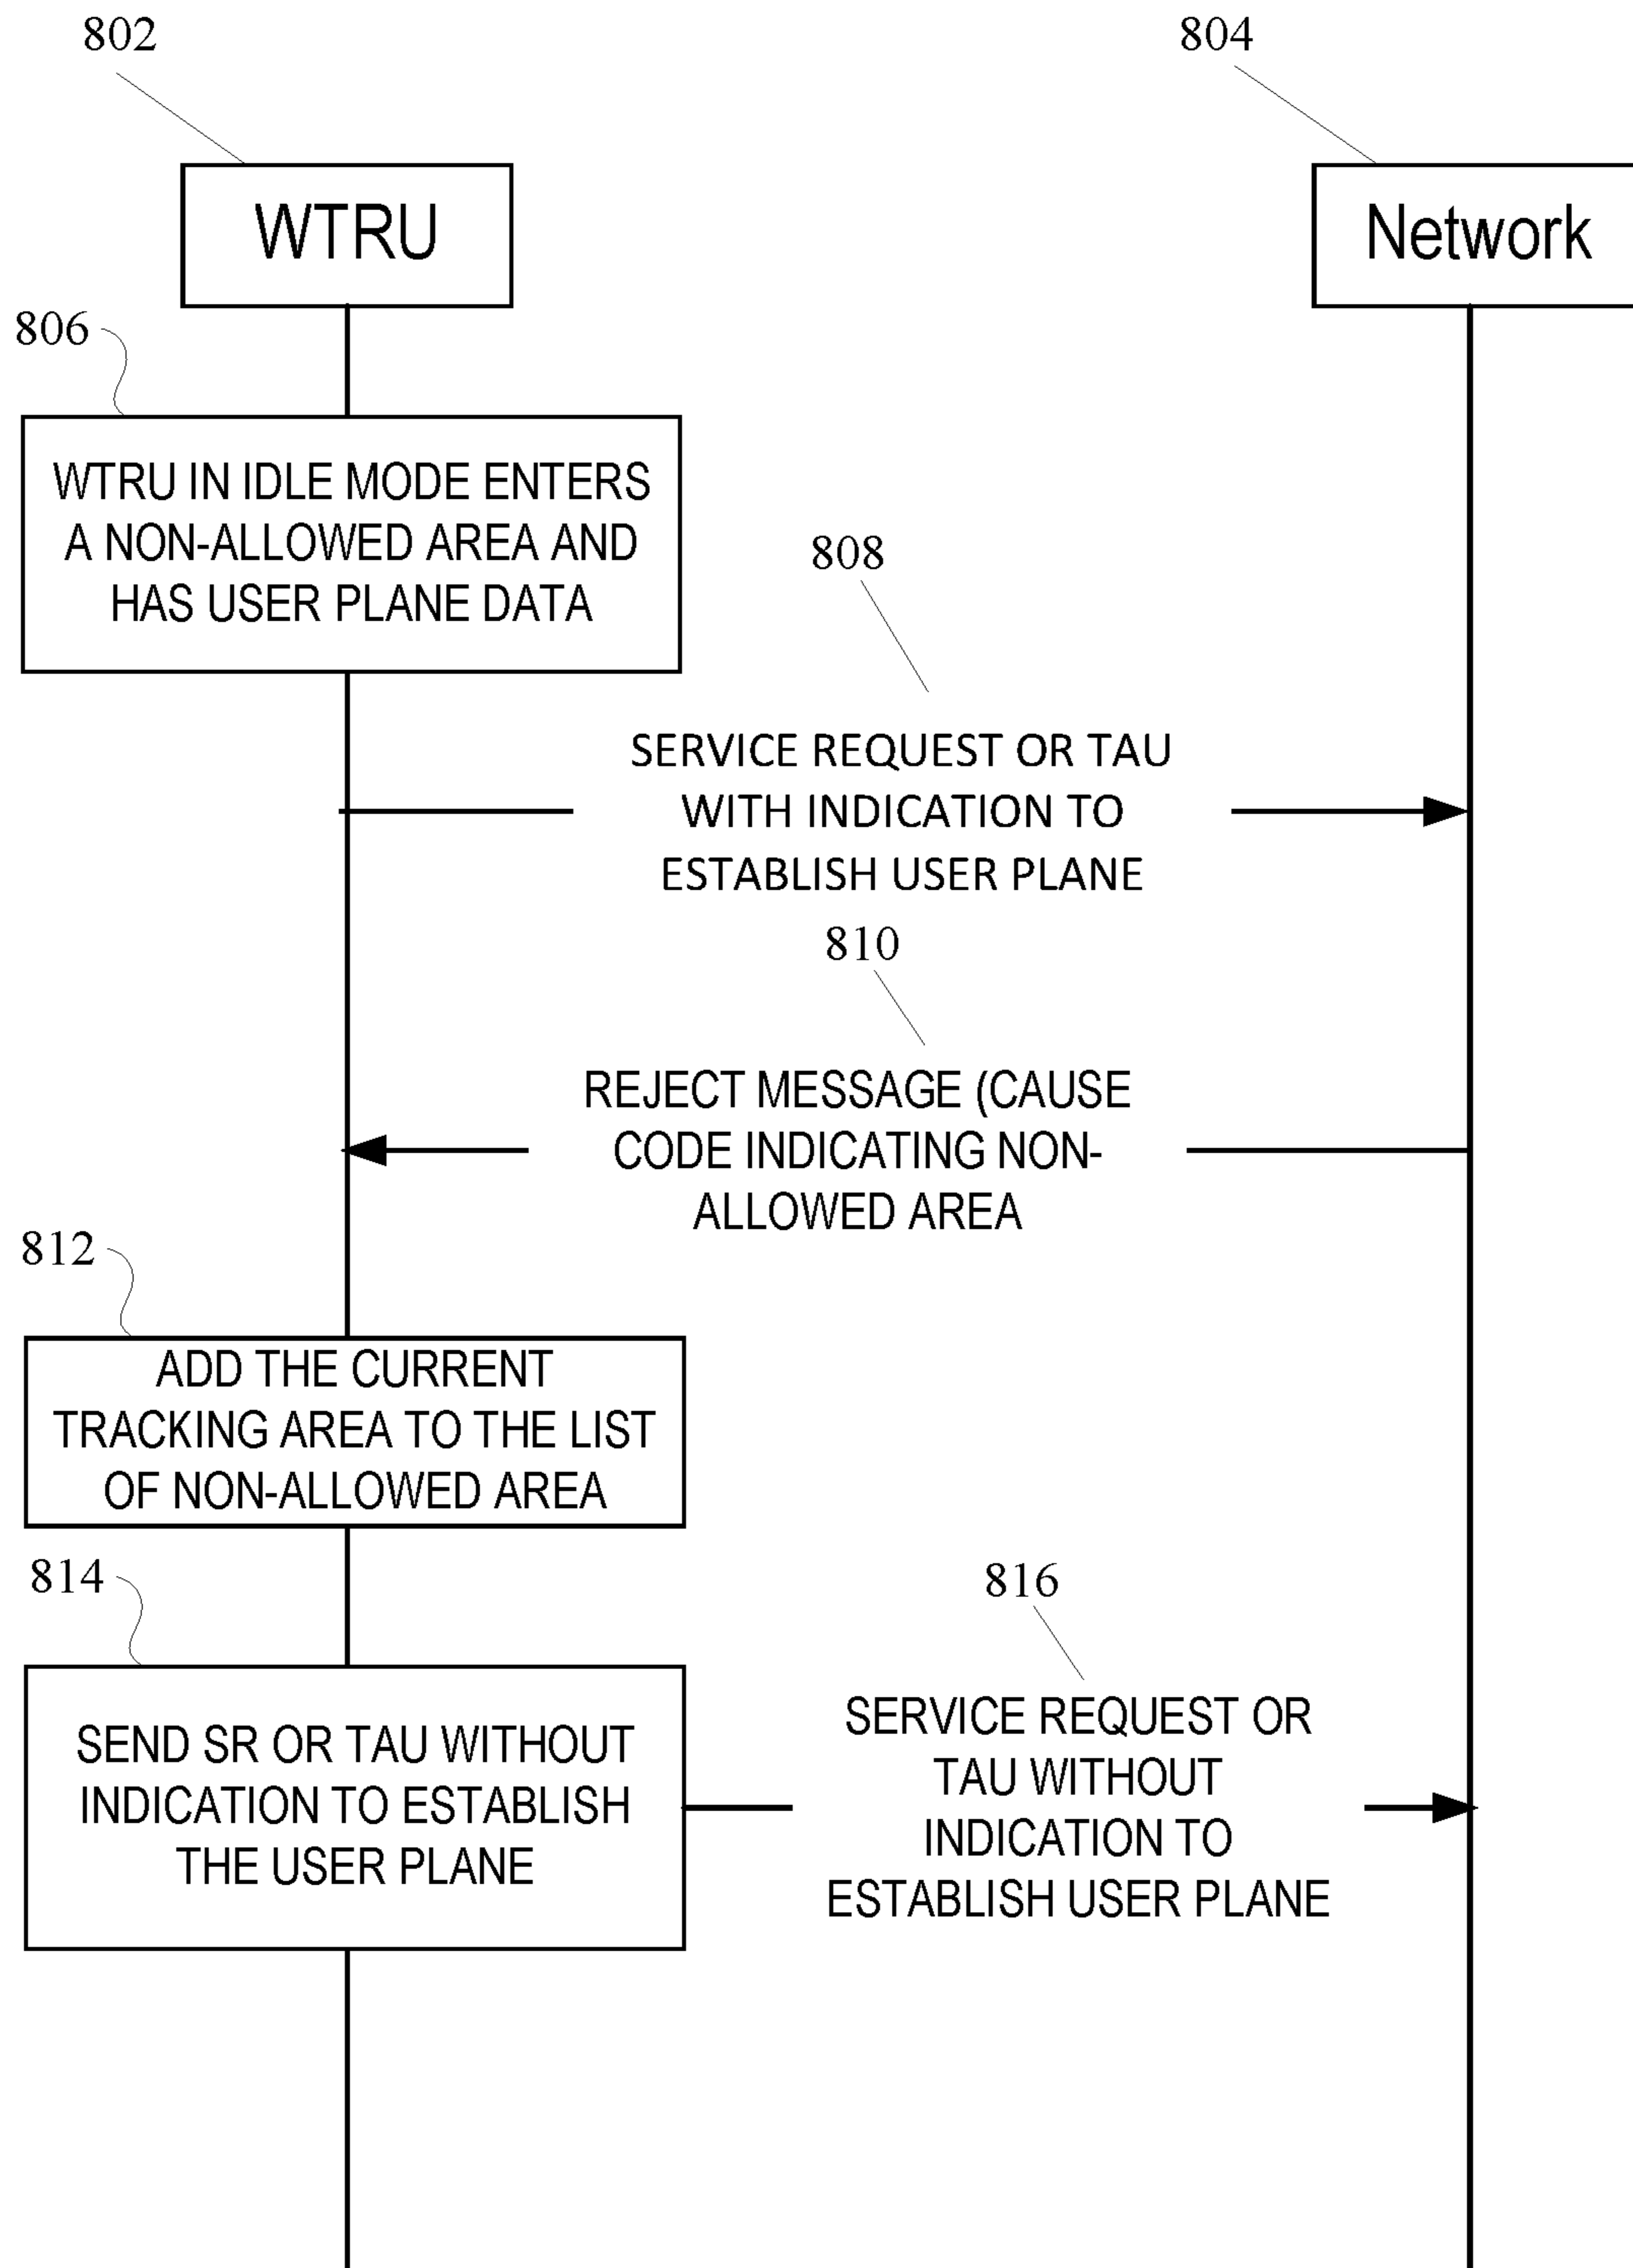 802
804
WTRU
Network
806
WTRU IN IDLE MODE ENTERS
A NON-ALLOWED AREA AND
HAS USER PLANE DATA
808
SERVICE REQUEST OR TAU
WITH INDICATION TO
ESTABLISH USER PLANE
810
REJECT MESSAGE (CAUSE
CODE INDICATING NON-
ALLOWED AREA
812
ADD THE CURRENT
TRACKING AREA TO THE LIST
OF NON-ALLOWED AREA
814
SEND SR OR TAU WITHOUT
INDICATION TO ESTABLISH
THE USER PLANE
816
SERVICE REQUEST OR
TAU WITHOUT
INDICATION TO
ESTABLISH USER PLANE